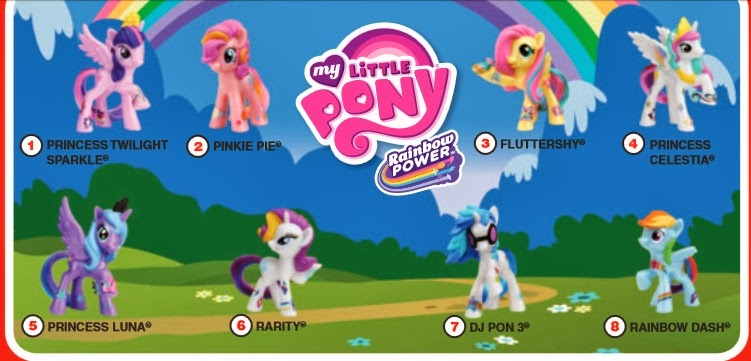 my LiTTLE
PONY
Rainbow
POWER™
1 PRINCESS TWILIGHT
SPARKLE®
2 PINKIE PIE®
3 FLUTTERSHY®
4 PRINCESS
CELESTIA®
5 PRINCESS LUNA®
6 RARITY®
7 DJ PON 3®
8 RAINBOW DASH®